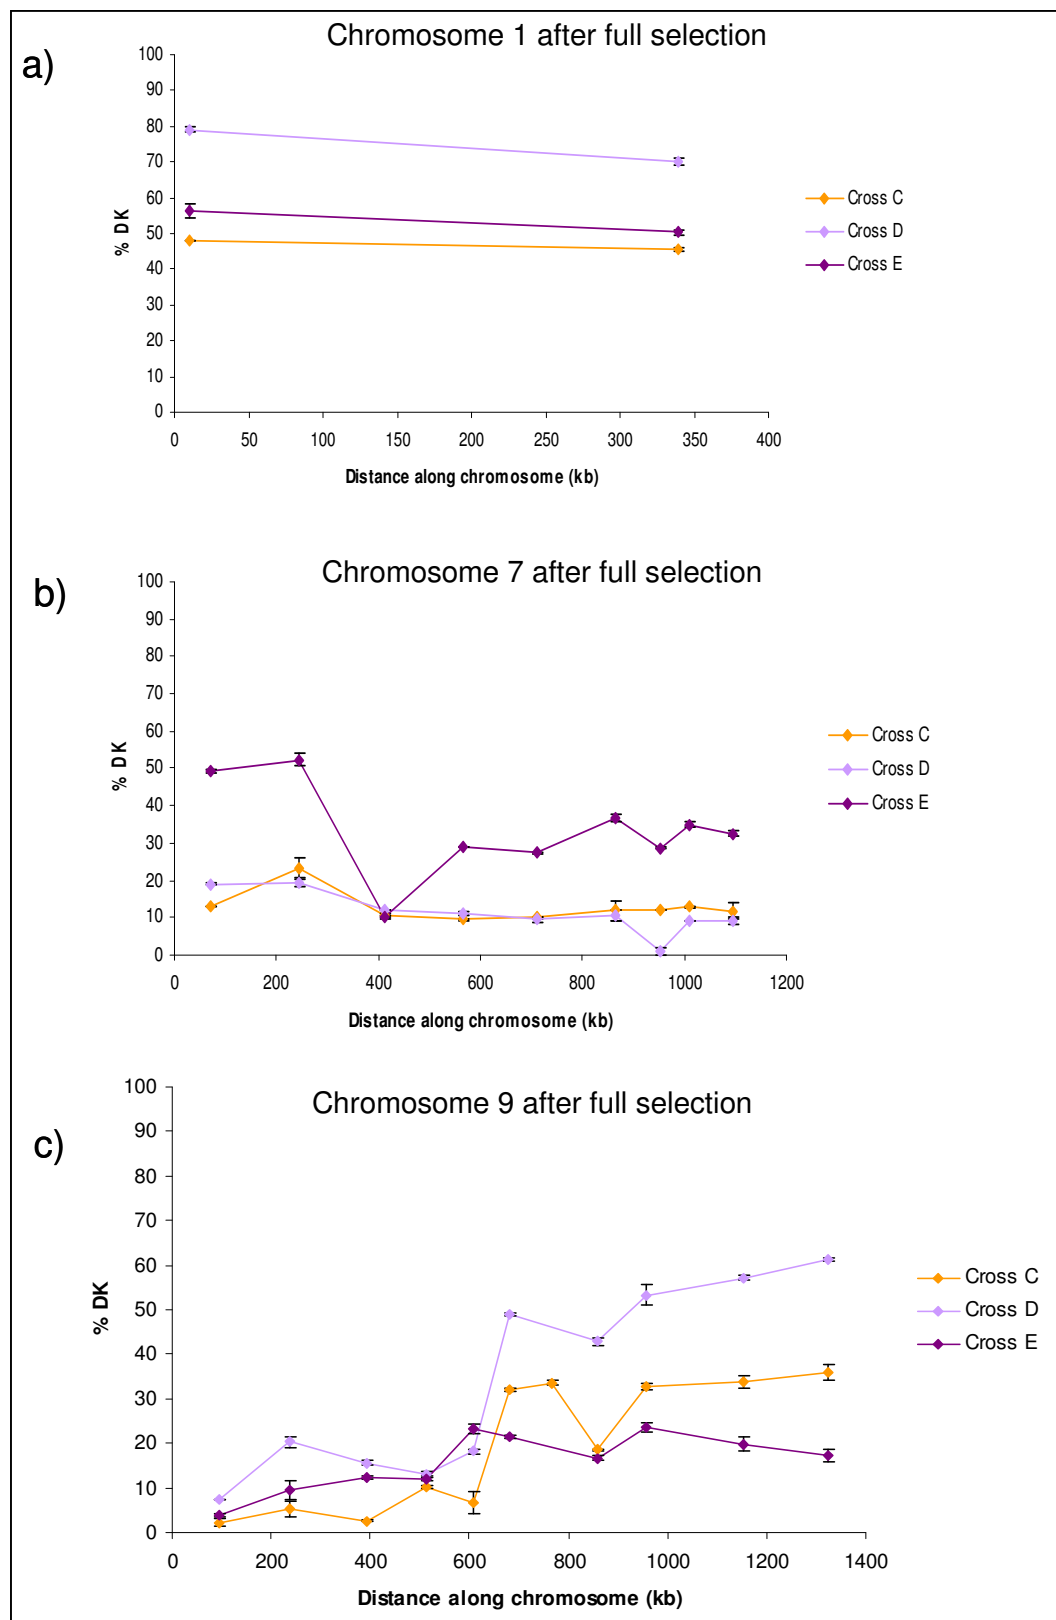 a)
Chromosome 1 after full selection
100
90
80
70
60
50
40
30
20
10
0
% DK
0 50 100 150 200 250 300 350 400
Distance along chromosome (kb)
Cross C
Cross D
Cross E
b)
Chromosome 7 after full selection
100
90
80
70
60
50
40
30
20
10
0
% DK
0 200 400 600 800 1000 1200
Distance along chromosome (kb)
Cross C
Cross D
Cross E
c)
Chromosome 9 after full selection
100
90
80
70
60
50
40
30
20
10
0
% DK
0 200 400 600 800 1000 1200 1400
Distance along chromosome (kb)
Cross C
Cross D
Cross E